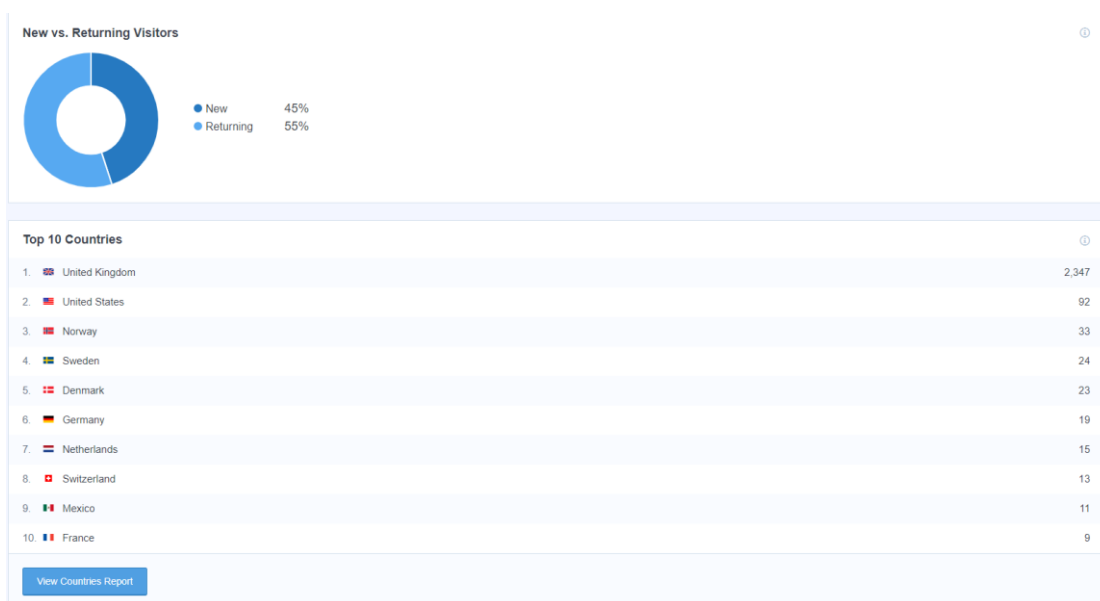 New vs. Returning Visitors
New 45%
Returning 55%
Top 10 Countries
1. United Kingdom 2,347
2. United States 92
3. Norway 33
4. Sweden 24
5. Denmark 23
6. Germany 19
7. Netherlands 15
8. Switzerland 13
9. Mexico 11
10. France 9
View Countries Report